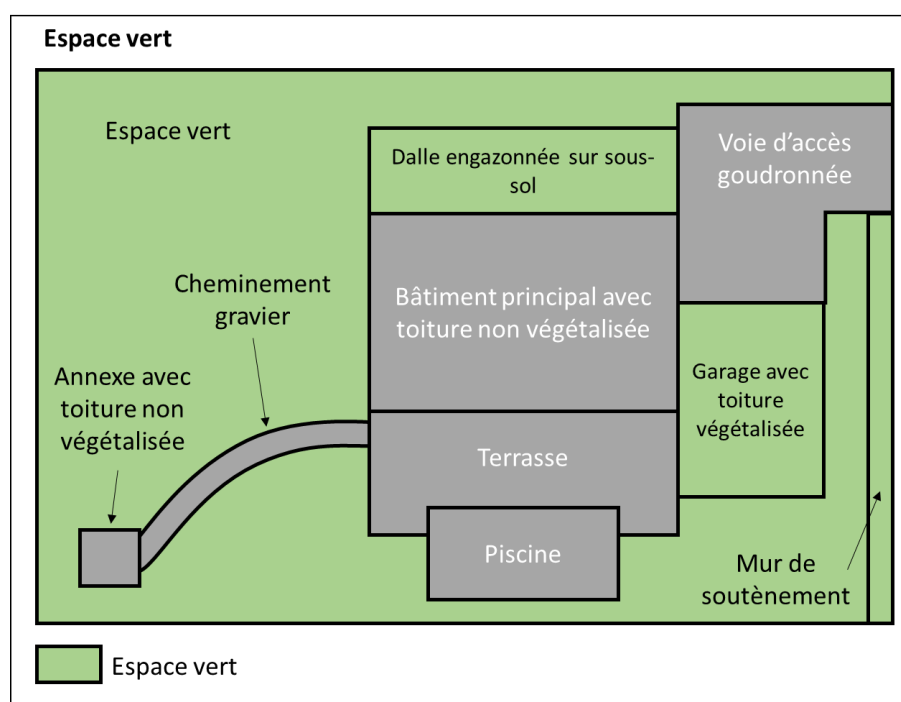 Espace vert
Espace vert
Dalle engazonnée sur sous-
sol
Voie d'accès
goudronnée
Cheminement
gravier
Bâtiment principal avec
toiture non végétalisée
Annexe avec
toiture non
végétalisée
Garage avec
toiture
végétalisée
Terrasse
Piscine
Mur de
soutènement
Espace vert